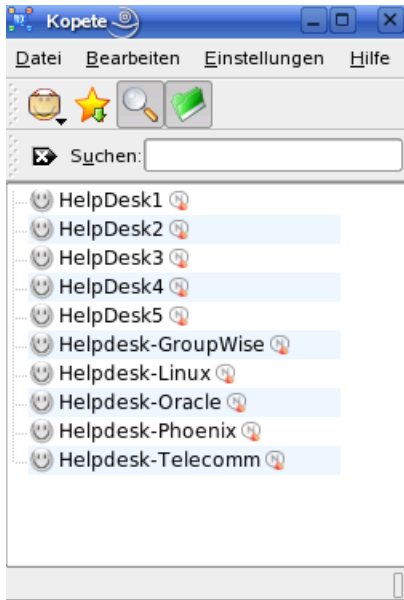 Kopete
Datei Bearbeiten Einstellungen Hilfe
Suchen:
HelpDesk1
HelpDesk2
HelpDesk3
HelpDesk4
HelpDesk5
Helpdesk-GroupWise
Helpdesk-Linux
Helpdesk-Oracle
Helpdesk-Phoenix
Helpdesk-Telecomm